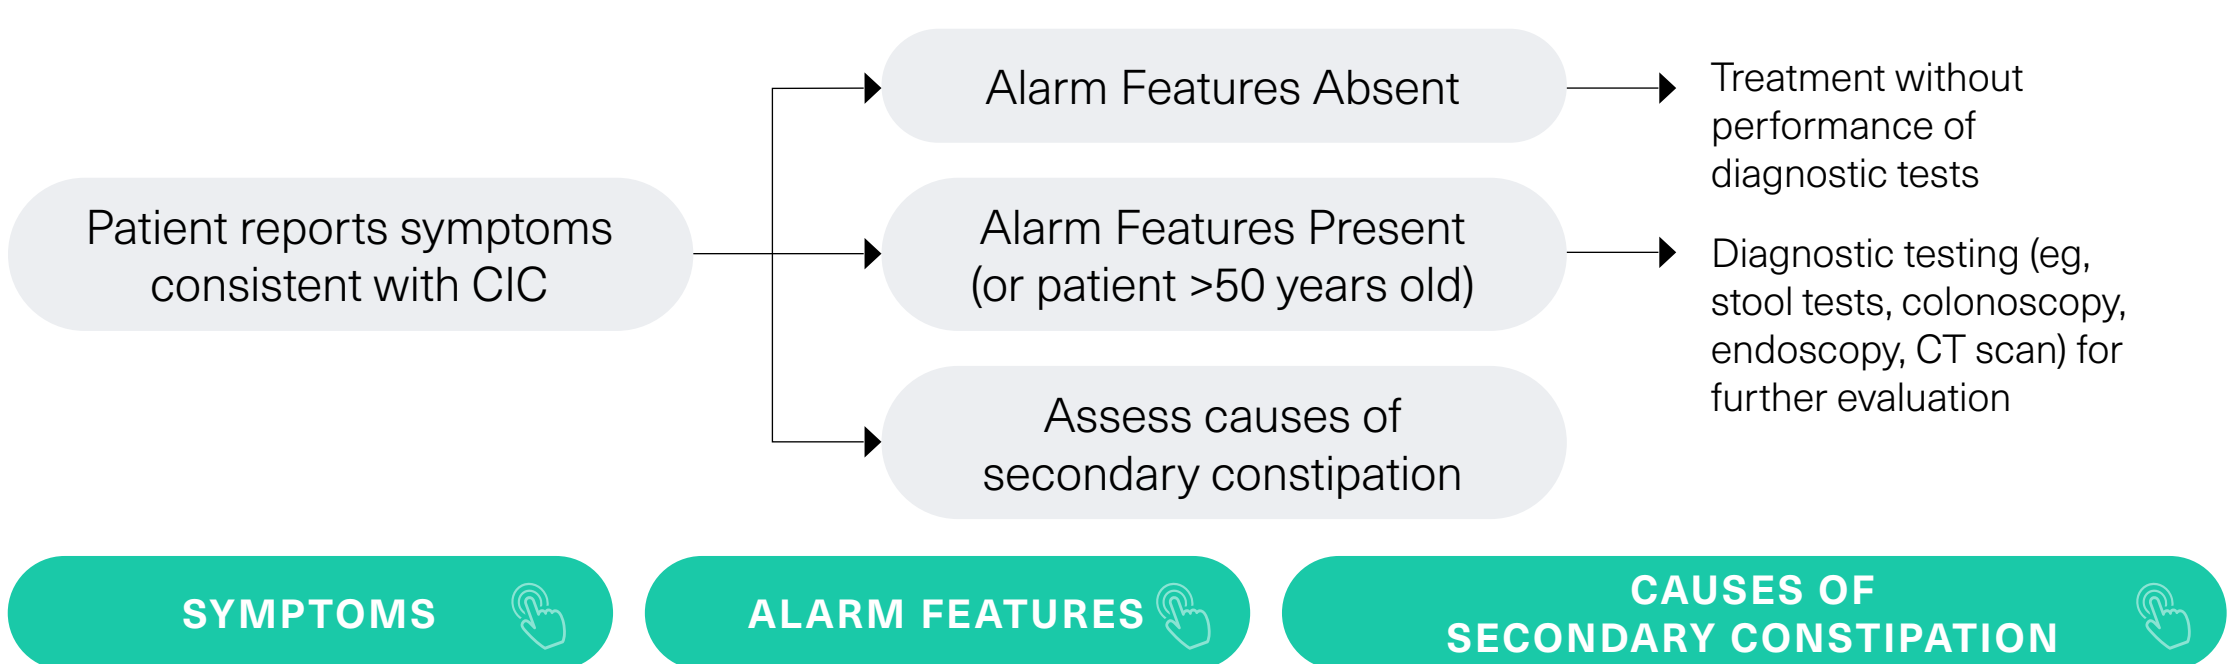 Patient reports symptoms
consistent with CIC
Alarm Features Absent
Treatment without
performance of
diagnostic tests
Alarm Features Present
(or patient >50 years old)
Diagnostic testing (eg,
stool tests, colonoscopy,
endoscopy, CT scan) for
further evaluation
Assess causes of
secondary constipation
SYMPTOMS
ALARM FEATURES
CAUSES OF
SECONDARY CONSTIPATION